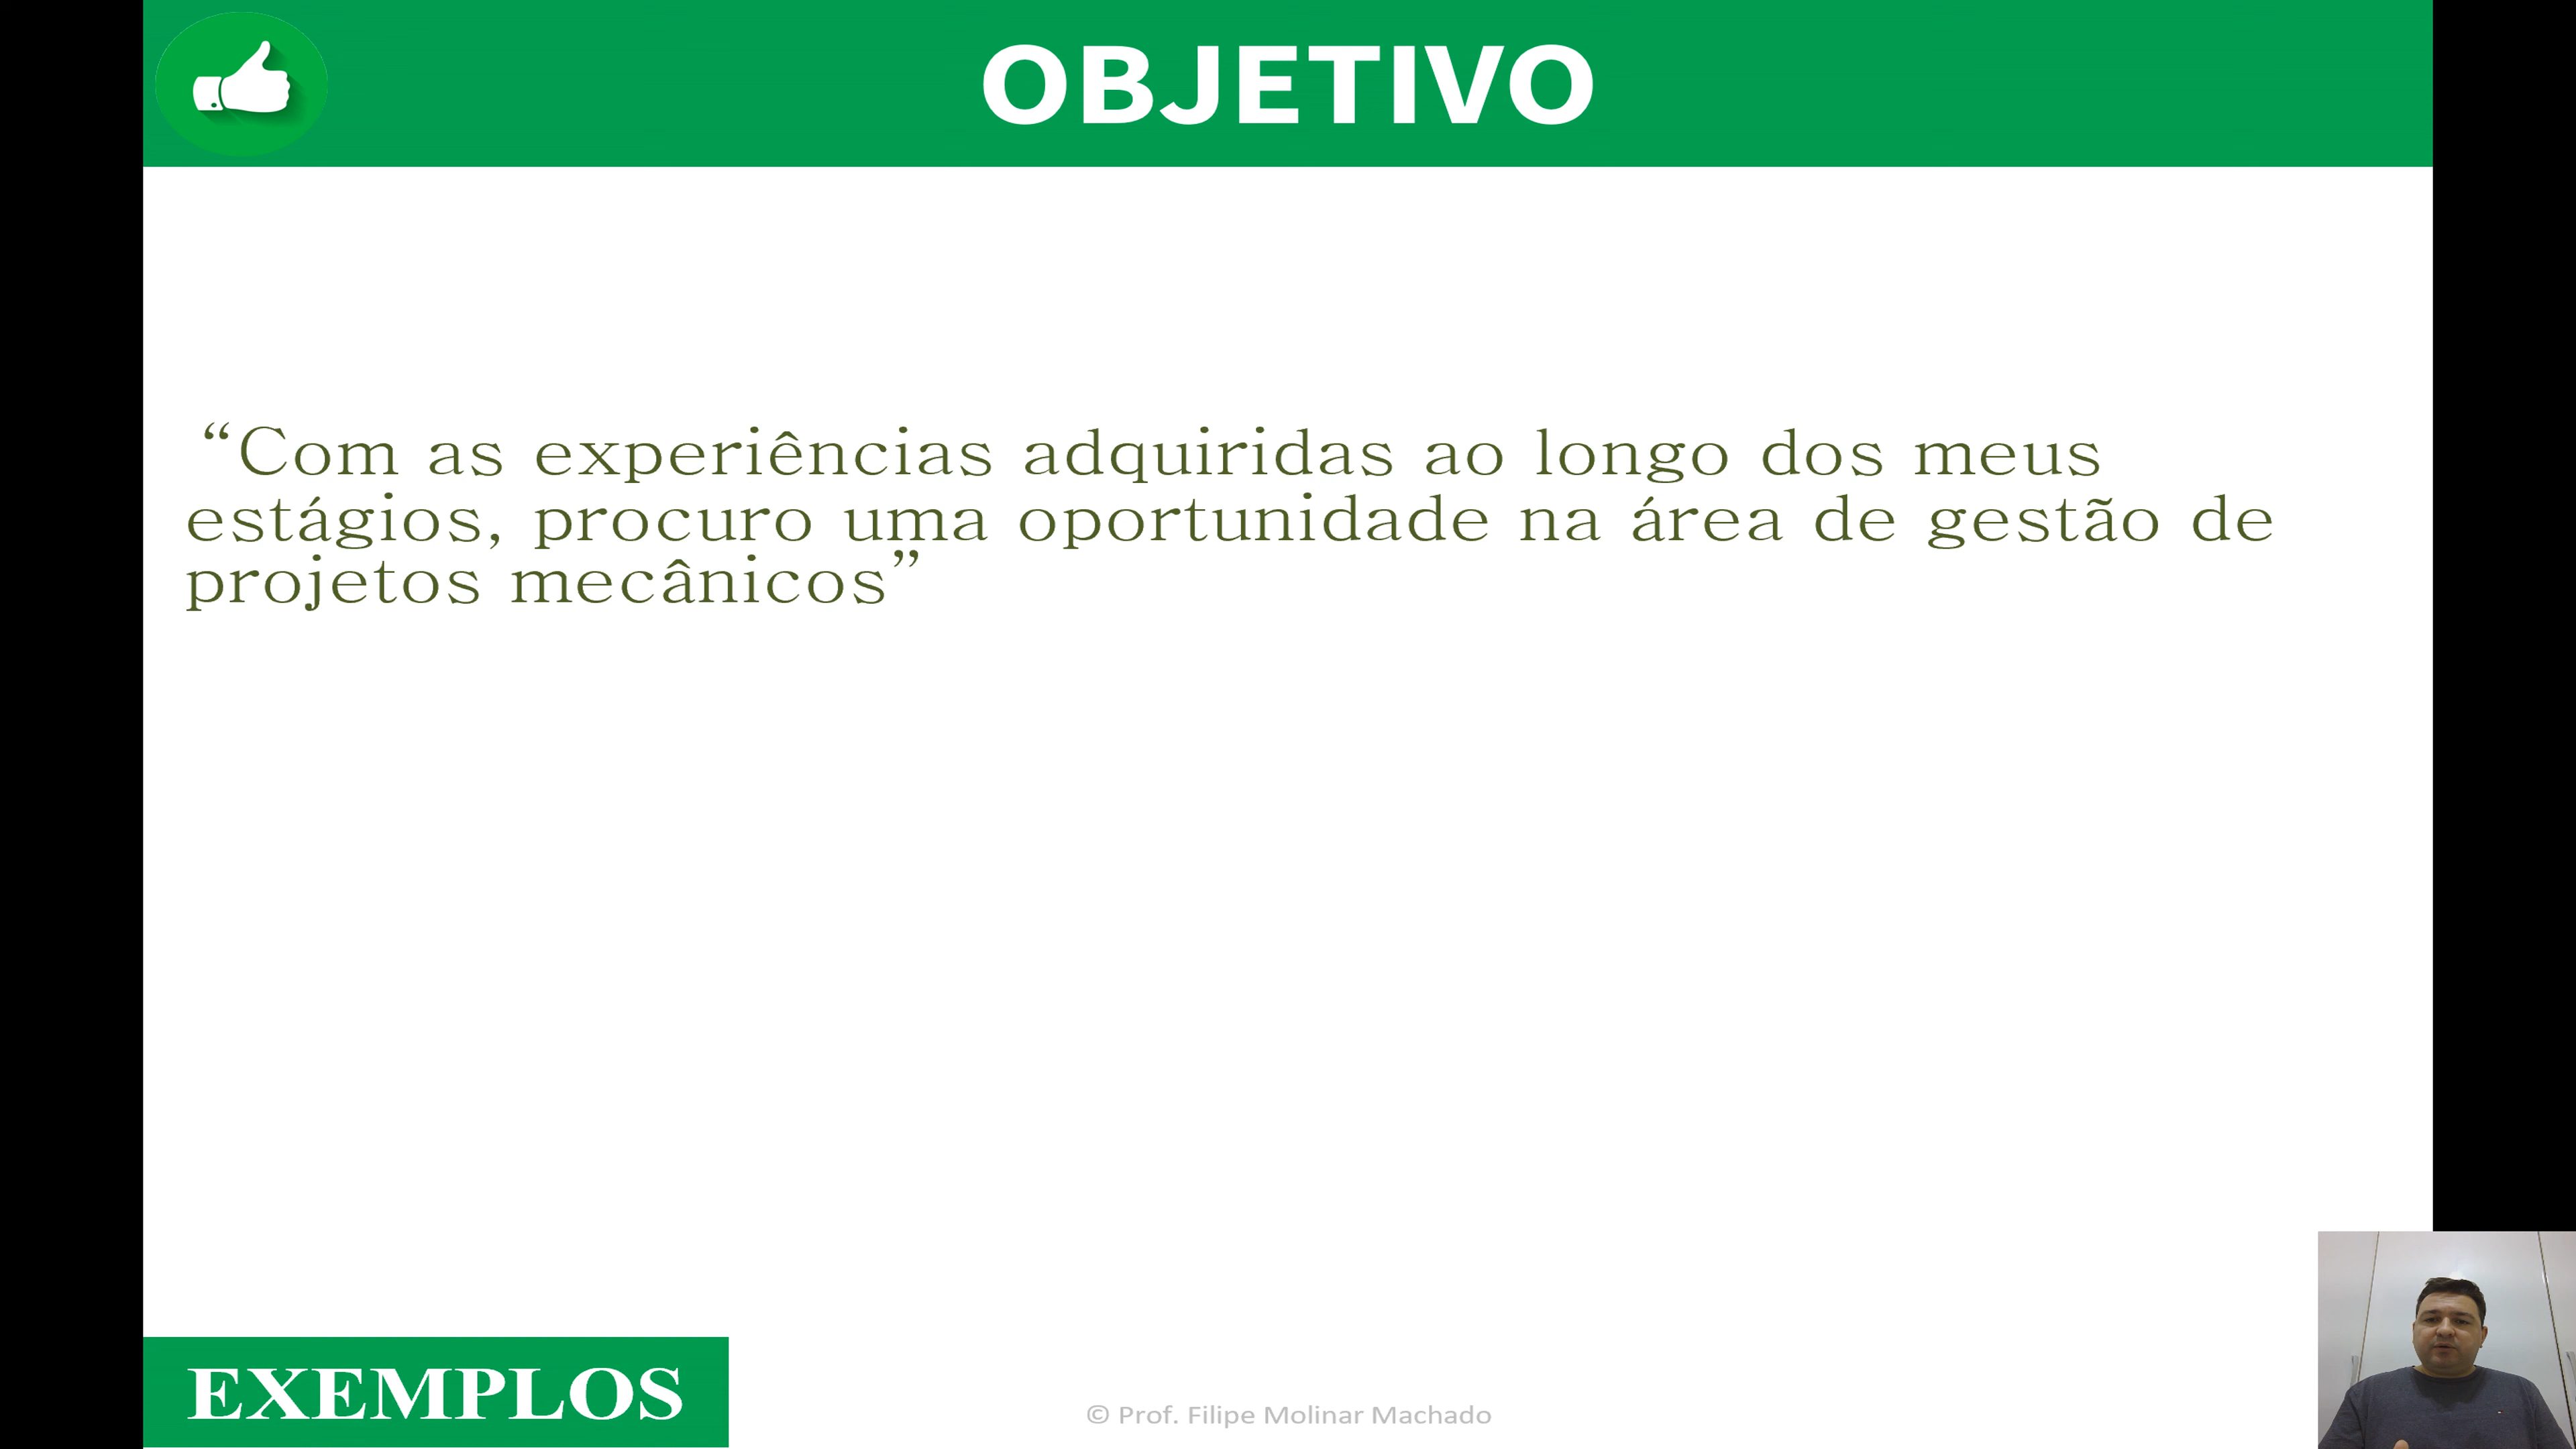 OBJETIVO
“Com as experiências adquiridas ao longo dos meus
estágios, procuro uma oportunidade na área de gestão de
projetos mecânicos”
EXEMPLOS
© Prof. Filipe Molinar Machado